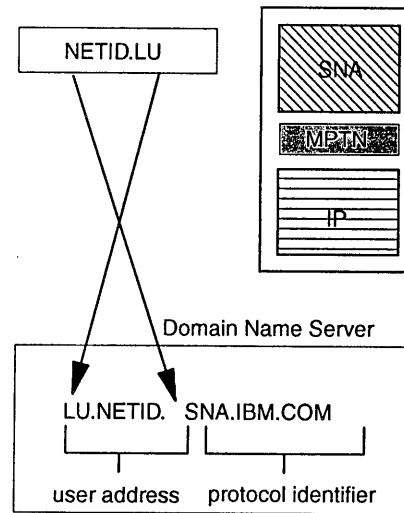 NETID.LU
SNA
MPTN
IP
Domain Name Server
LU.NETID. SNA.IBM.COM
user address protocol identifier